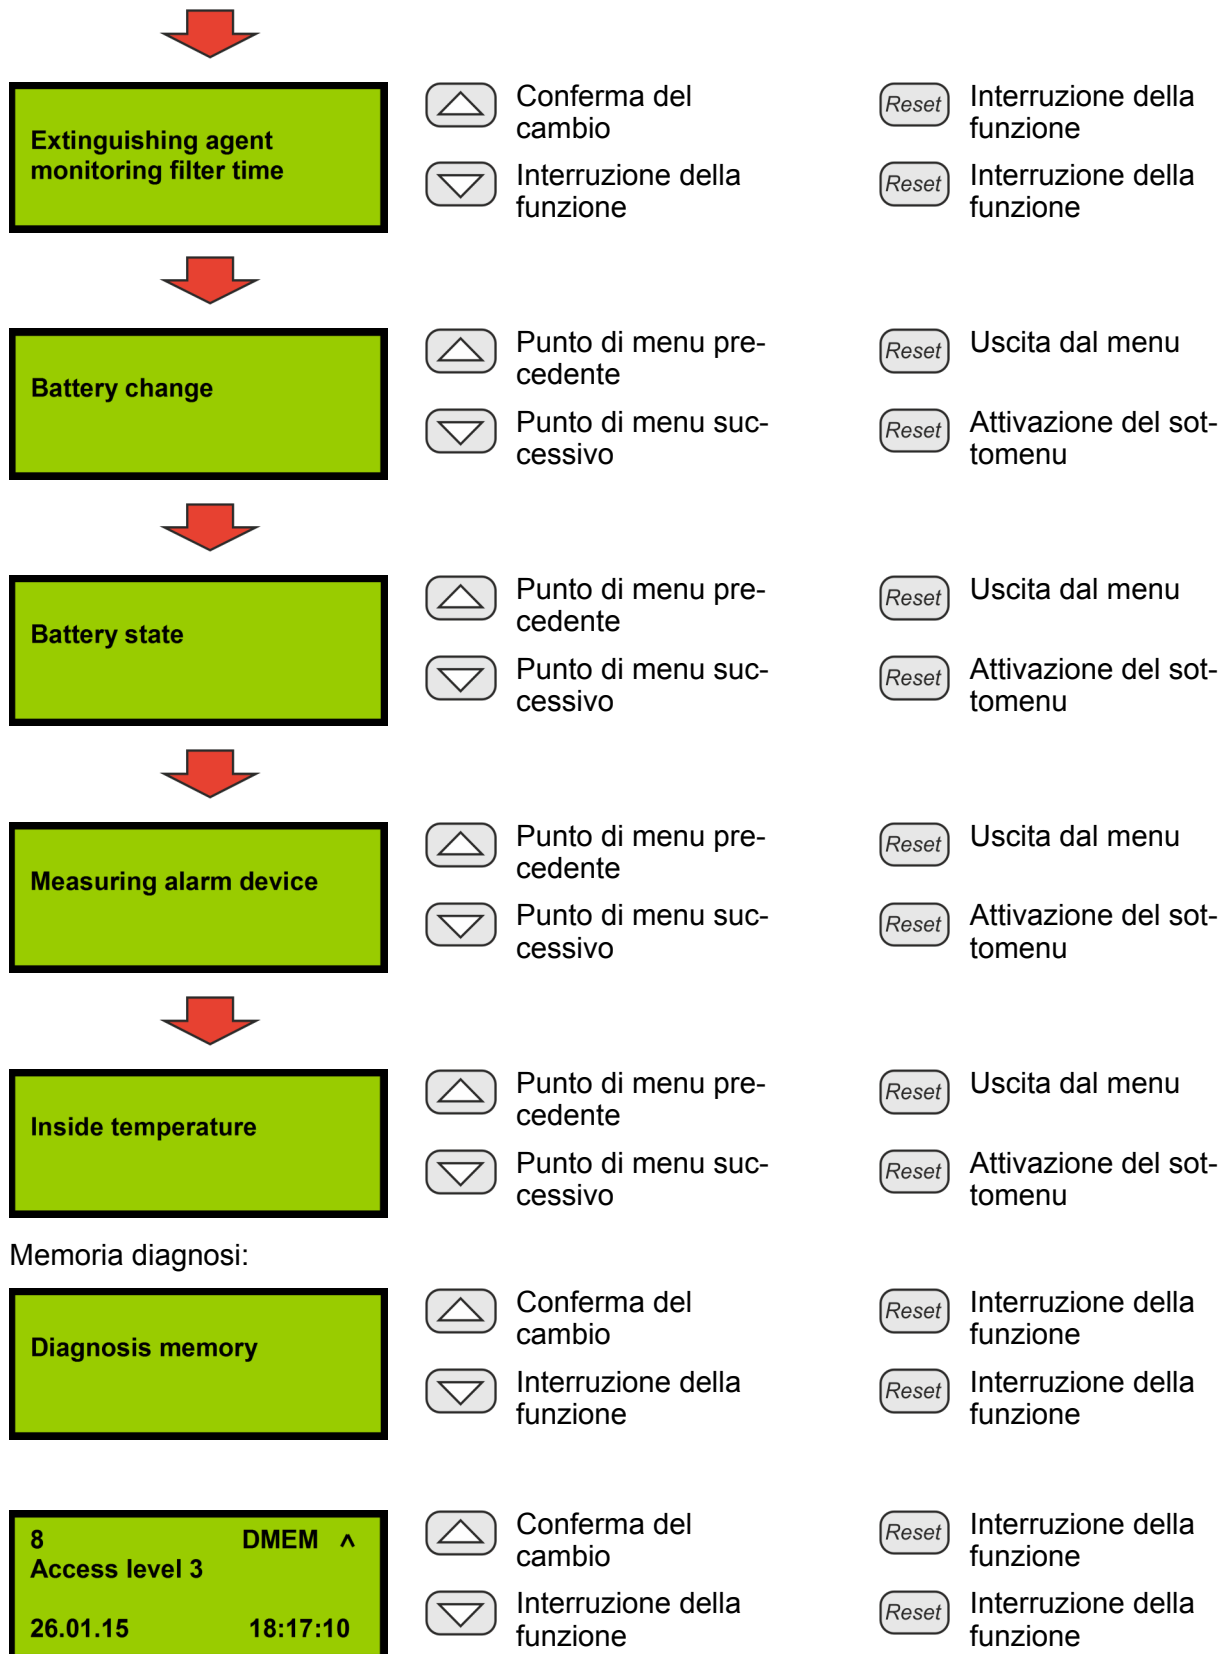 Extinguishing agent
monitoring filter time
Conferma del
cambio
Reset
Interruzione della
funzione
Interruzione della
funzione
Reset
Interruzione della
funzione
Battery change
Punto di menu pre-
cedente
Reset
Uscita dal menu
Punto di menu suc-
cessivo
Reset
Attivazione del sot-
tomenu
Battery state
Punto di menu pre-
cedente
Reset
Uscita dal menu
Punto di menu suc-
cessivo
Reset
Attivazione del sot-
tomenu
Measuring alarm device
Punto di menu pre-
cedente
Reset
Uscita dal menu
Punto di menu suc-
cessivo
Reset
Attivazione del sot-
tomenu
Inside temperature
Punto di menu pre-
cedente
Reset
Uscita dal menu
Punto di menu suc-
cessivo
Reset
Attivazione del sot-
tomenu
Memoria diagnosi:
Diagnosis memory
Conferma del
cambio
Reset
Interruzione della
funzione
Interruzione della
funzione
Reset
Interruzione della
funzione
8 DMEM ^
Access level 3
26.01.15 18:17:10
Conferma del
cambio
Reset
Interruzione della
funzione
Interruzione della
funzione
Reset
Interruzione della
funzione